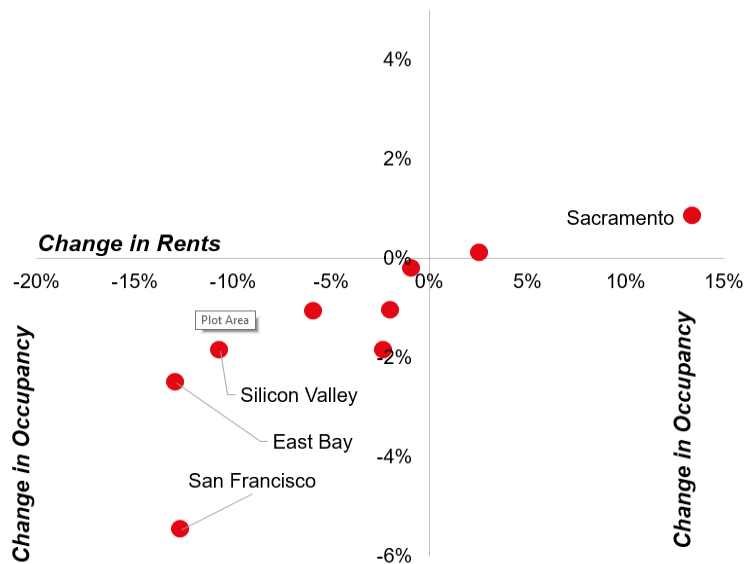 4%
2%
Sacramento
Change in Rents
0%
-20%
-15%
-10%
-5%
0%
5%
10%
15%
Plot Area
-2%
Silicon Valley
East Bay
-4%
San Francisco
-6%
Change in Occupancy
Change in Occupancy